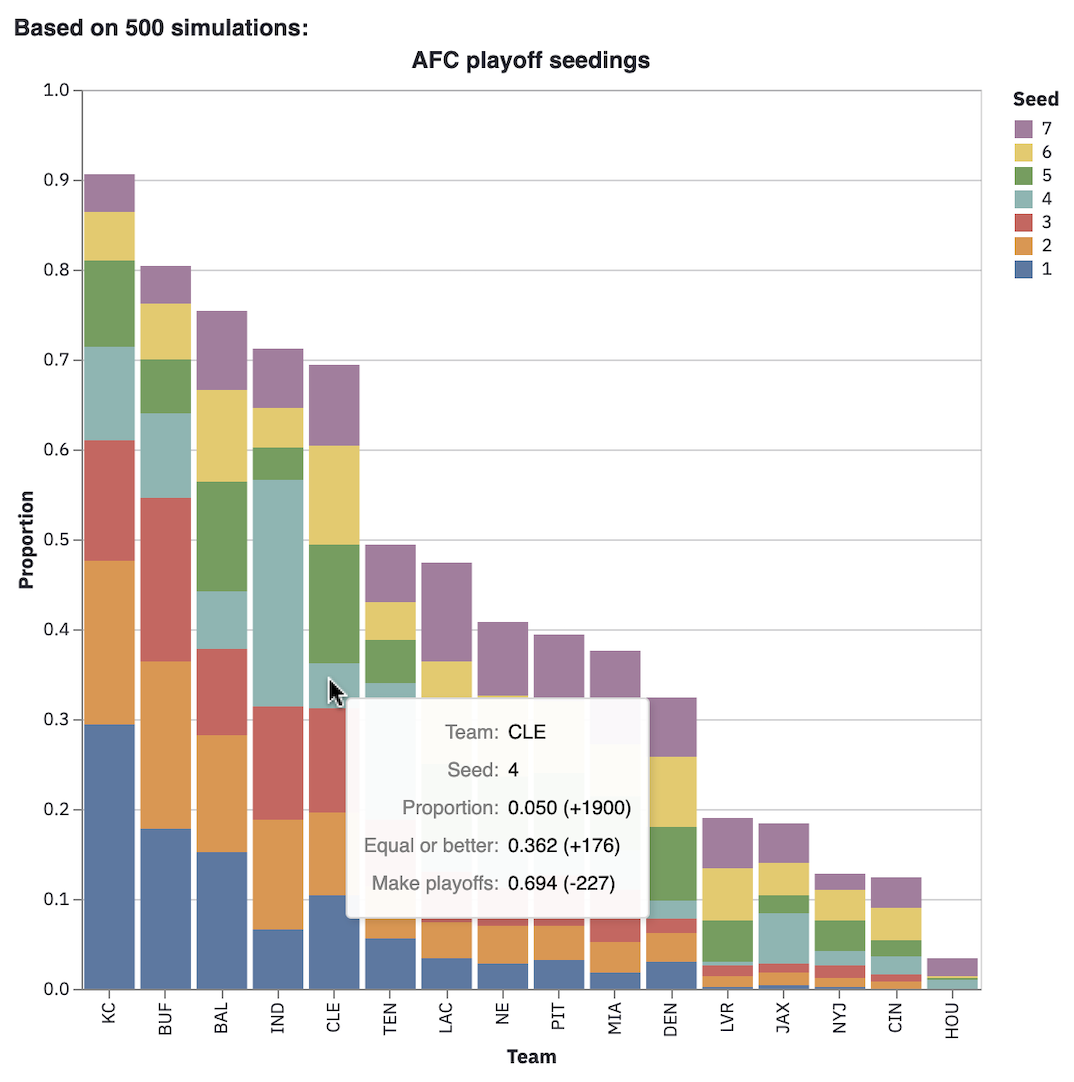 Based on 500 simulations:
AFC playoff seedings
Seed
7
6
5
4
3
2
1
Proportion
1.0
0.9
0.8
0.7
0.6
0.5
0.4
0.3
0.2
0.1
0.0
Team: CLE
Seed: 4
Proportion: 0.050 (+1900)
Equal or better: 0.362 (+176)
Make playoffs: 0.694 (-227)
KC BUF BAL IND CLE TEN LAC NE PIT MIA DEN LVR JAX NYJ CIN HOU
Team